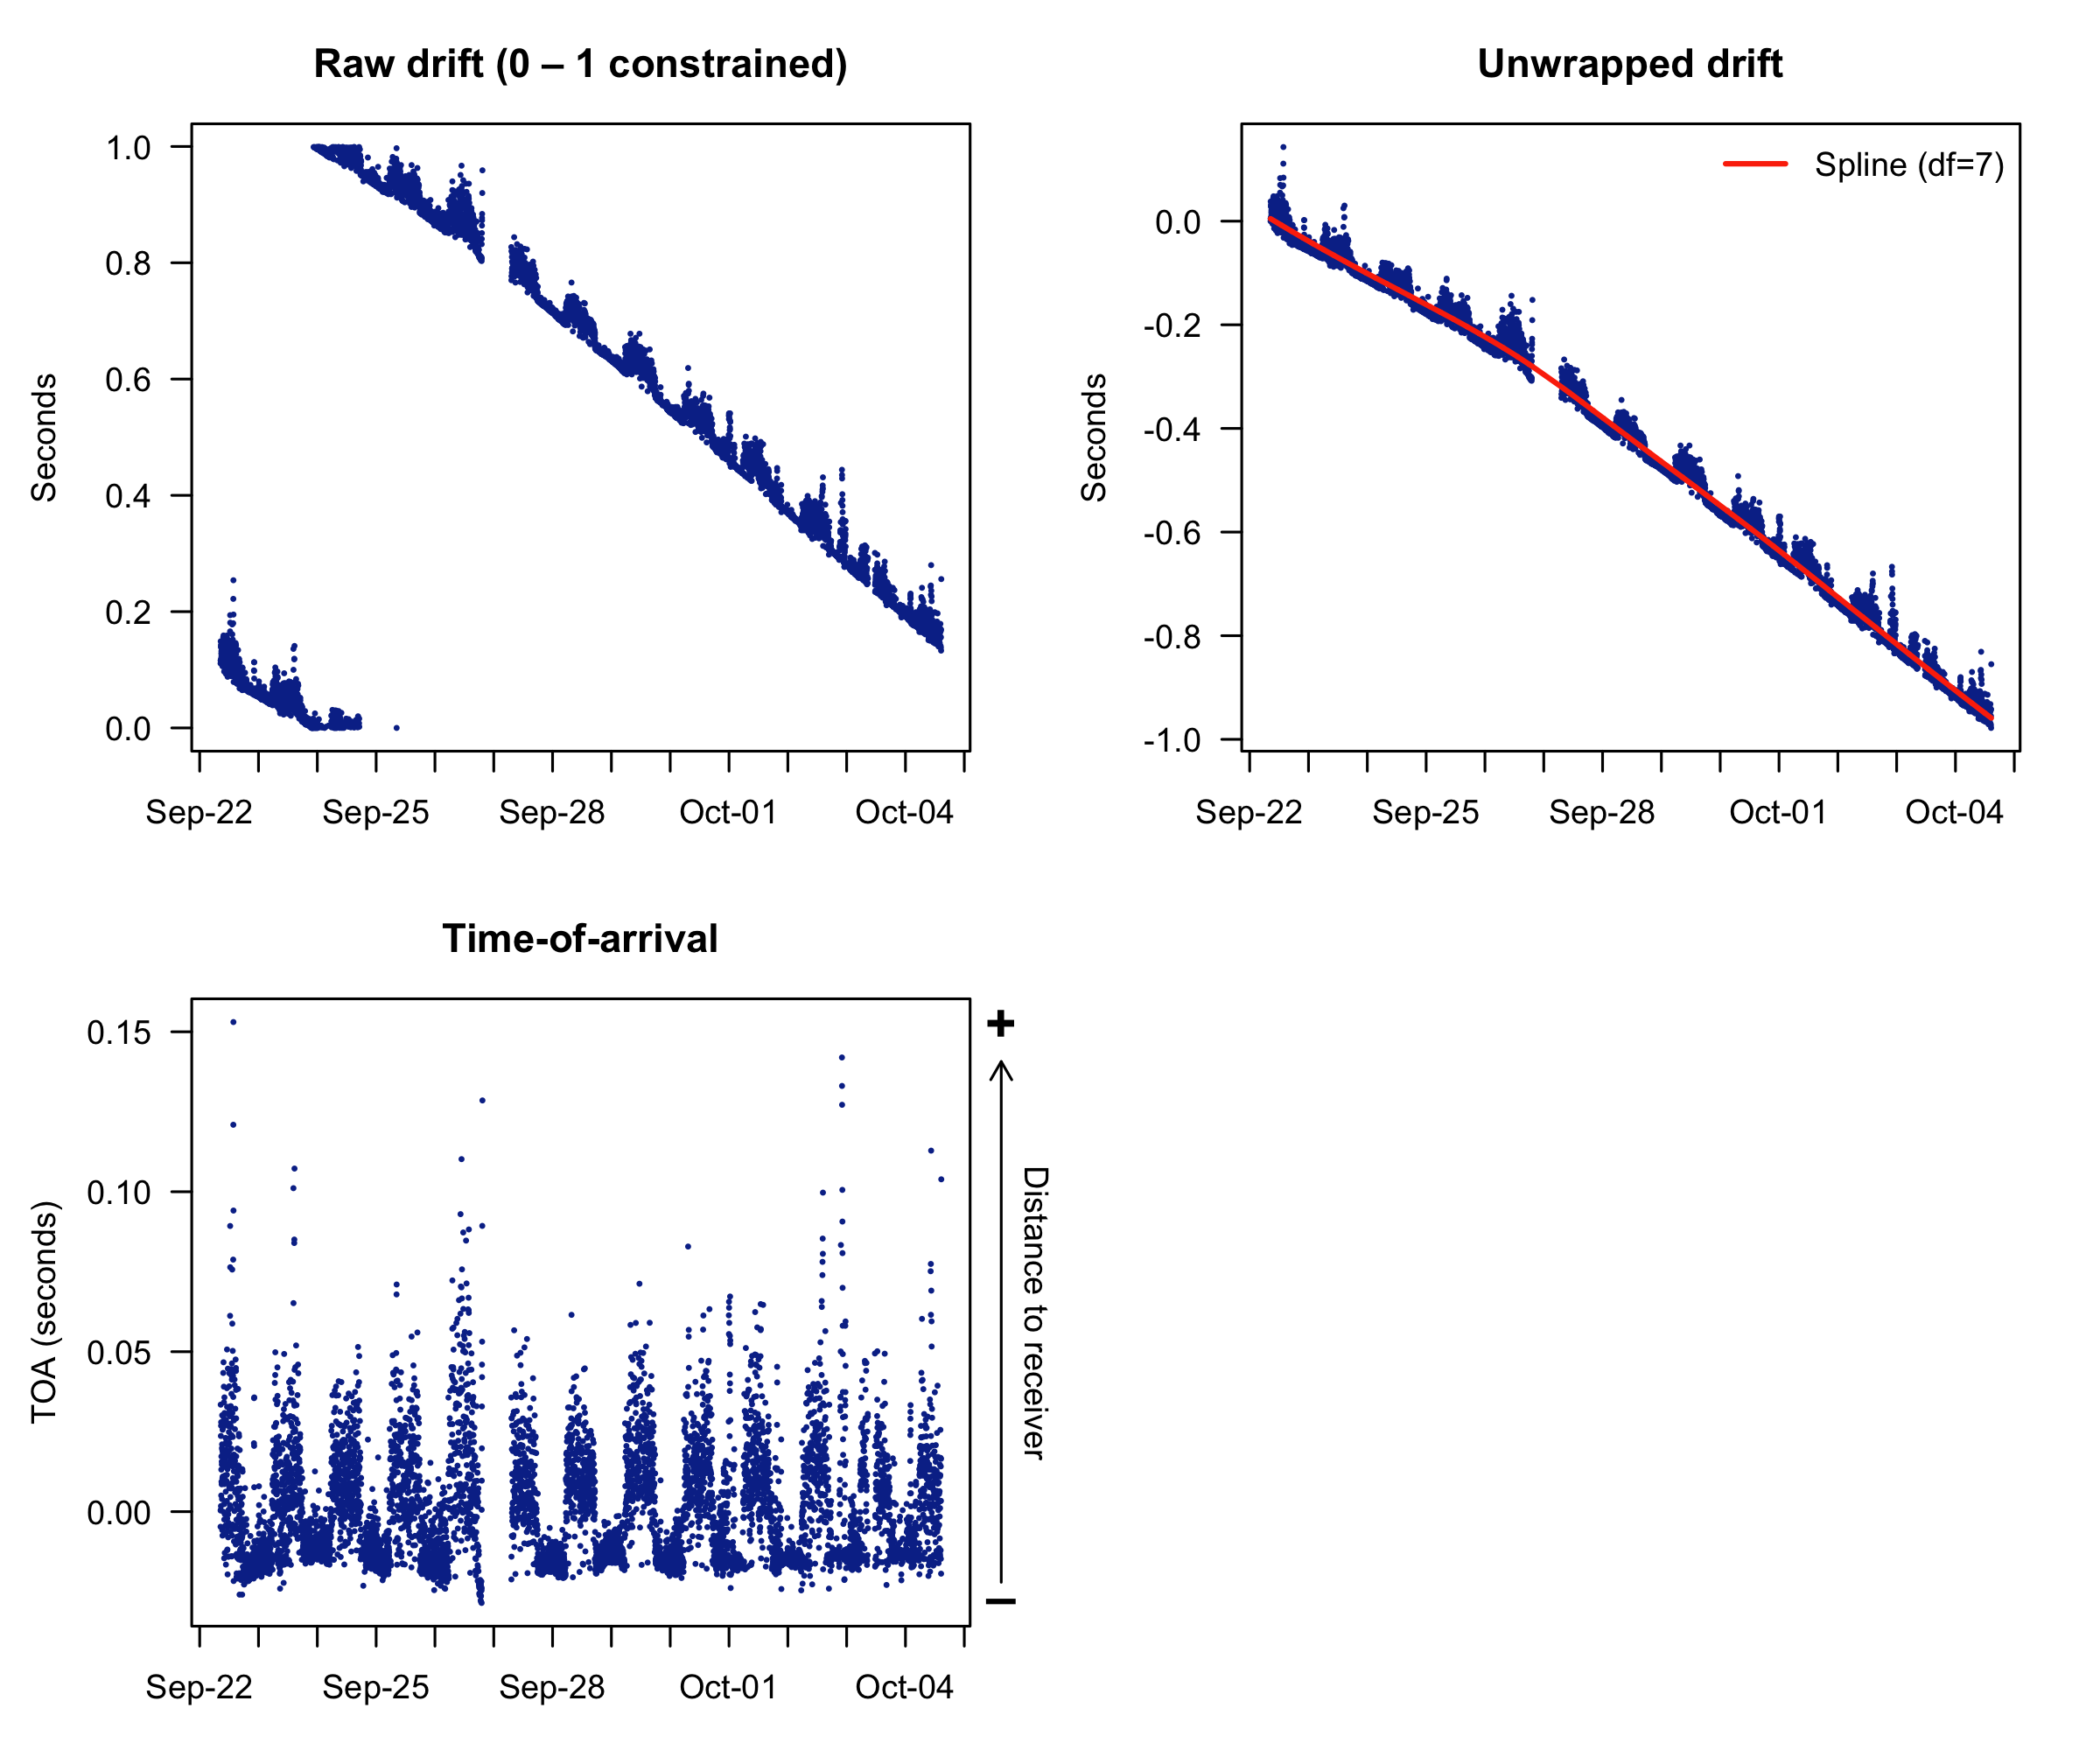 Raw drift (0 – 1 constrained)
Seconds
1.0
0.8
0.6
0.4
0.2
0.0
Sep-22 Sep-25 Sep-28 Oct-01 Oct-04
Unwrapped drift
Spline (df=7)
Seconds
0.0
-0.2
-0.4
-0.6
-0.8
-1.0
Sep-22 Sep-25 Sep-28 Oct-01 Oct-04
Time-of-arrival
TOA (seconds)
0.15
0.10
0.05
0.00
Sep-22 Sep-25 Sep-28 Oct-01 Oct-04
+
Distance to receiver
–